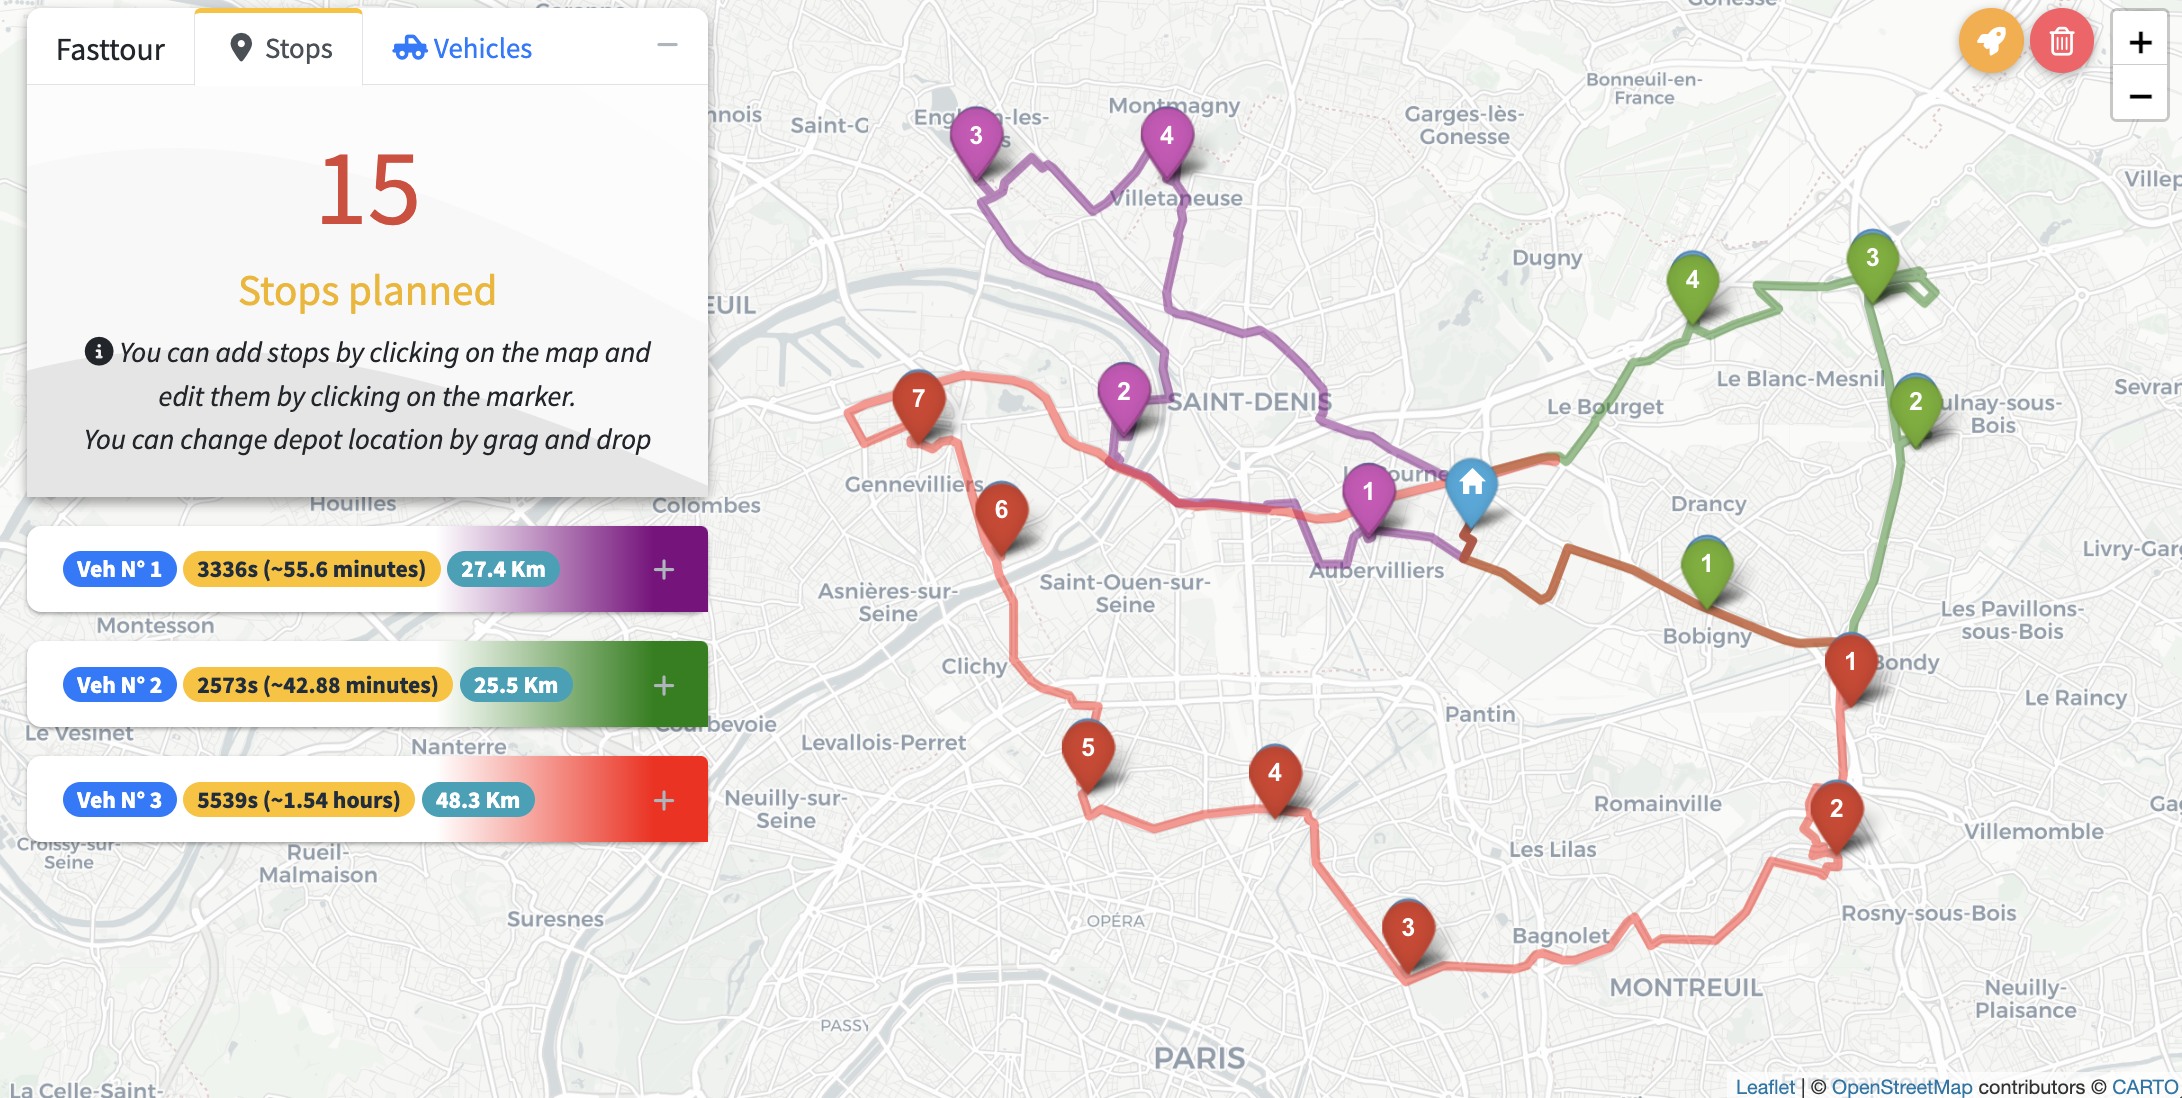 Fasttour
Stops
Vehicles
15
Stops planned
You can add stops by clicking on the map and
edit them by clicking on the marker.
You can change depot location by grag and drop
Veh N° 1
3336s (~55.6 minutes)
27.4 Km
+
Veh N° 2
2573s (~42.88 minutes)
25.5 Km
+
Veh N° 3
5539s (~1.54 hours)
48.3 Km
+
+
−
Saint-G
Montmagny
Garges-lès-
Gonesse
Bonneuil-en-
France
Gonesse
Villetaneuse
Dugny
EUIL
SAINT-DENIS
Le Bourget
Le Blanc-Mesnil
ulnay-sous-
Bois
Sevran
Houilles
Colombes
Gennevilliers
Drancy
Aubervilliers
Saint-Ouen-sur-
Seine
Asnières-sur-
Seine
Bobigny
Les Pavillons-
sous-Bois
Montesson
Clichy
Bondy
Le Raincy
Le Vésinet
Nanterre
Courbevoie
Levallois-Perret
Pantin
Neuilly-sur-
Seine
Romainville
Villemomble
Croissy-sur-
Seine
Rueil-
Malmaison
Les Lilas
Suresnes
OPÉRA
Bagnolet
Rosny-sous-Bois
MONTREUIL
Neuilly-
Plaisance
PASSY
PARIS
La Celle-Saint-
3
4
2
1
7
6
5
4
3
2
1
4
3
2
1
Leaflet | © OpenStreetMap contributors © CARTO